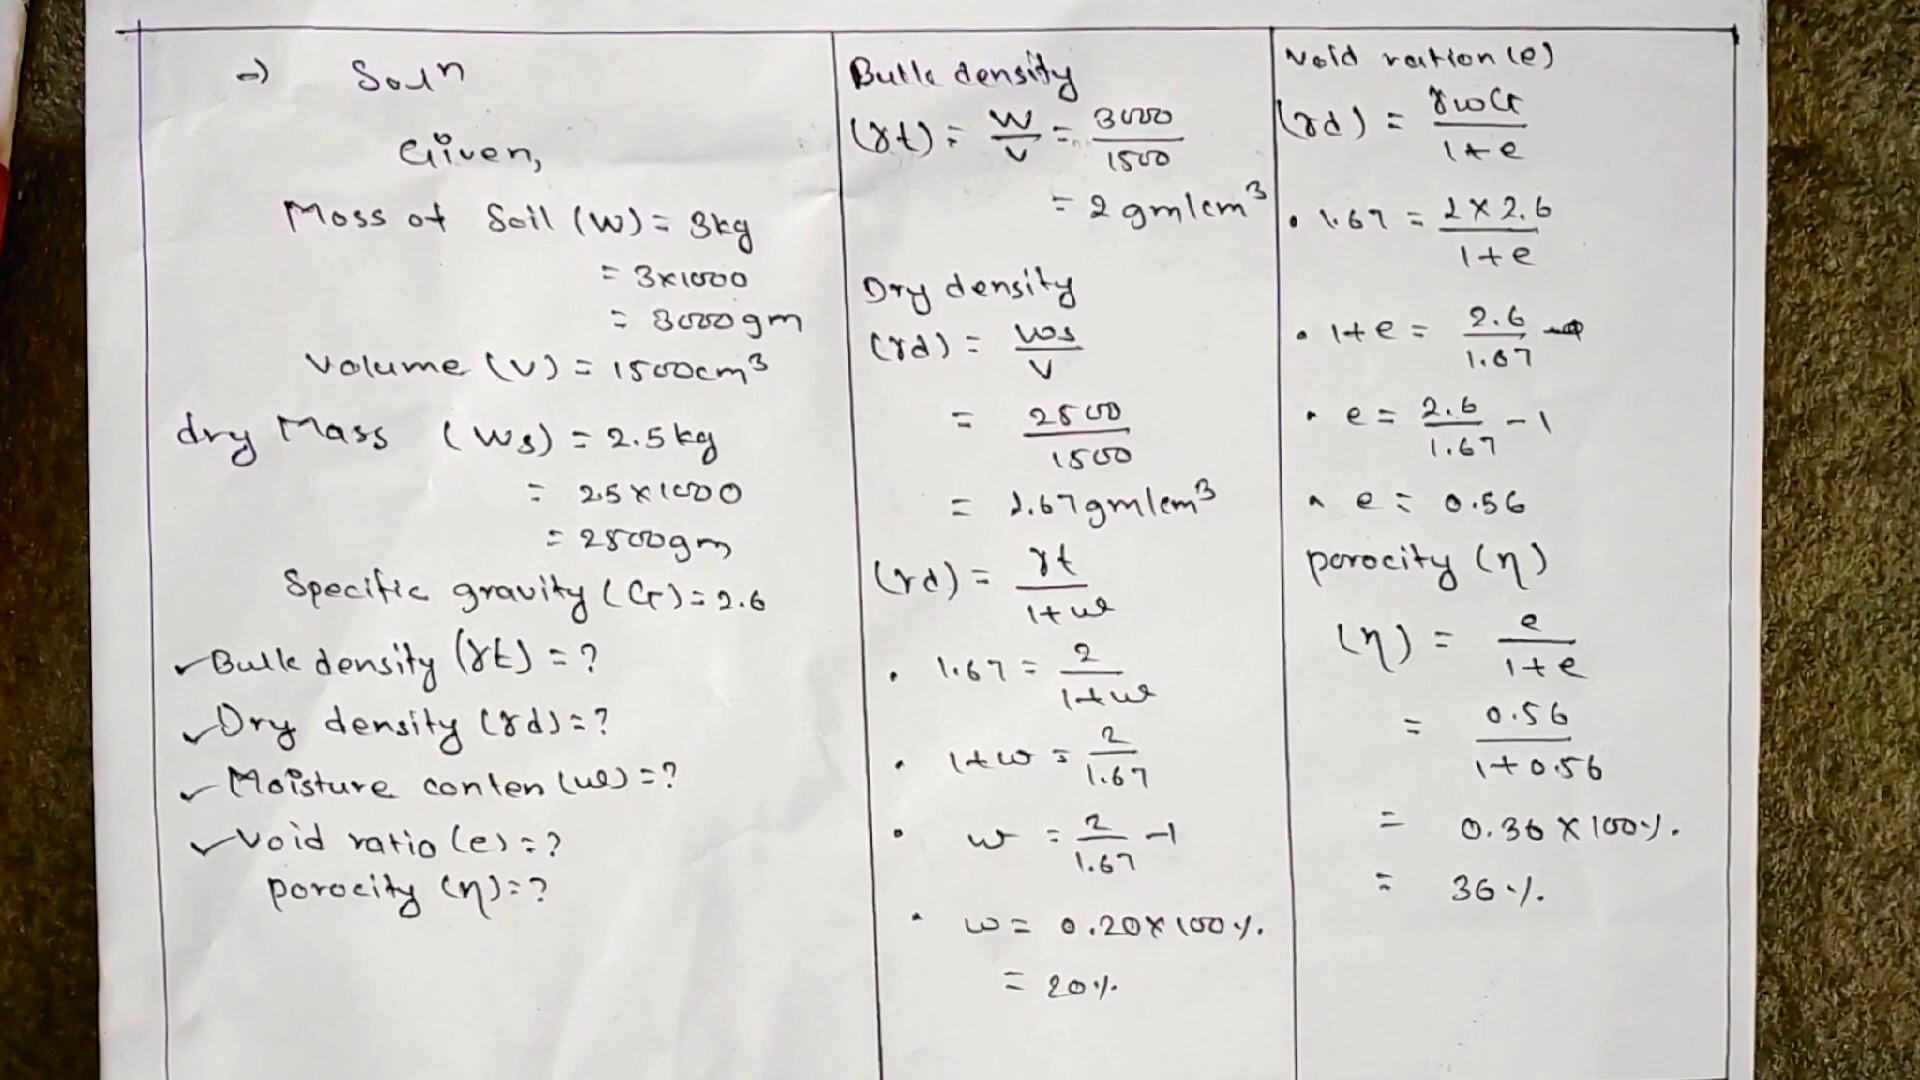 => Solⁿ
Given,
Mass of Soil (W) = 3kg
= 3×1000
= 3000gm
Volume (V) = 1500cm³
dry Mass (Ws) = 2.5kg
= 2.5×1000
= 2500gm
Specific gravity (G) = 2.6
✓ Bulk density (γt) = ?
✓ Dry density (γd) = ?
✓ Moisture conten (w) = ?
✓ Void ratio (e) = ?
porocity (η) = ?
Bulk density
(γt) = W/V = 3000/1500
= 2 gm/cm³
Dry density
(γd) = Ws/V
= 2500/1500
= 1.67gm/cm³
(γd) = γt/1+w
• 1.67 = 2/1+w
• 1+w = 2/1.67
• w = 2/1.67 - 1
• w = 0.20×100%.
= 20%
Void ration (e)
(γd) = γwG/1+e
• 1.67 = 1×2.6/1+e
• 1+e = 2.6/1.67
• e = 2.6/1.67 - 1
• e = 0.56
porocity (η)
(η) = e/1+e
= 0.56/1+0.56
= 0.36×100%.
= 36%.